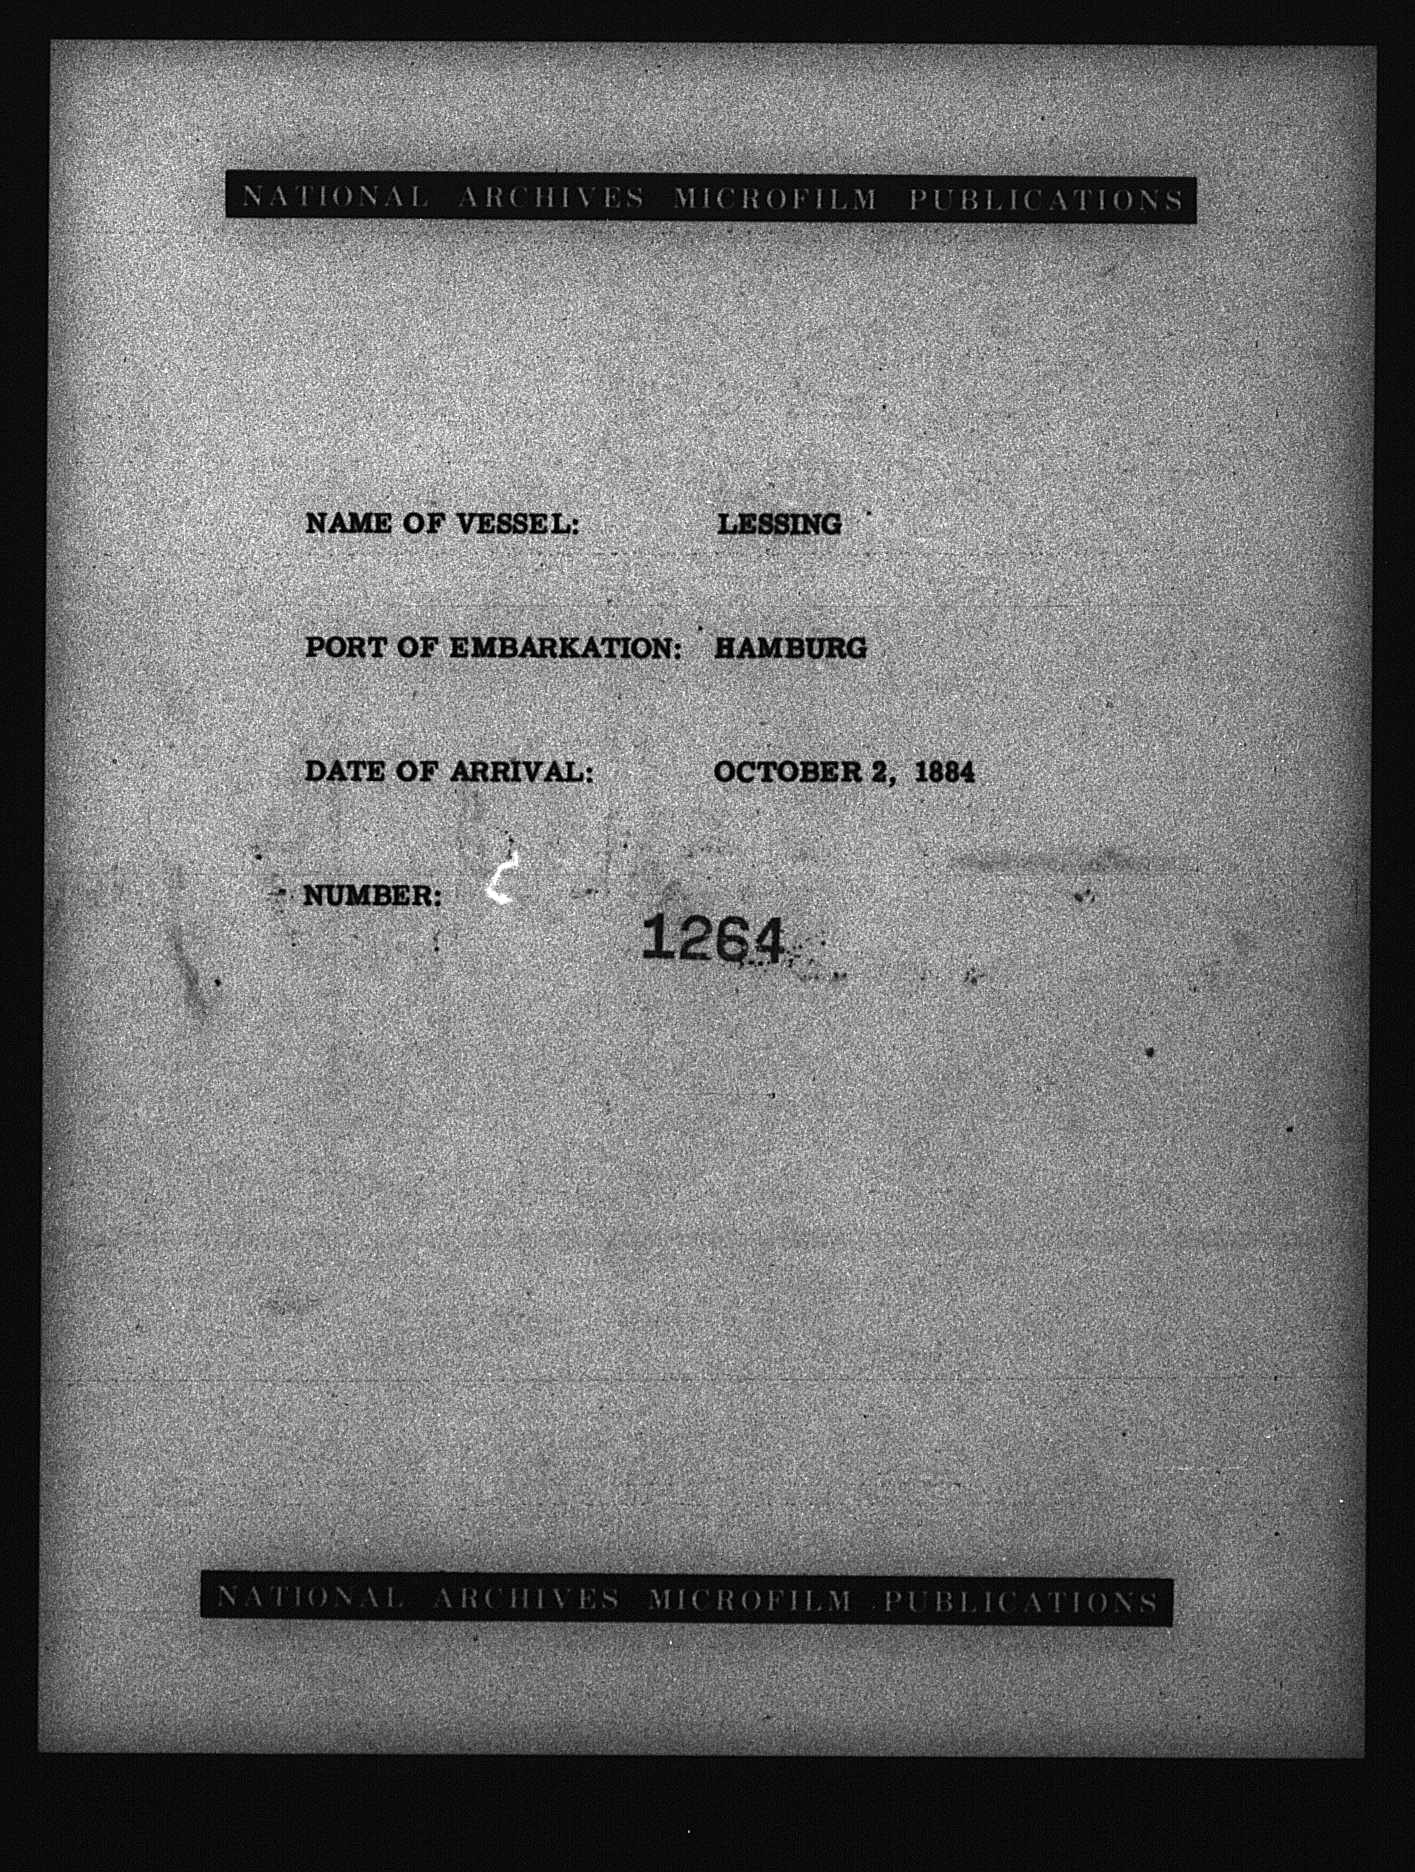 NATIONAL ARCHIVES MICROFILM PUBLICATIONS
NAME OF VESSEL: LESSING
PORT OF EMBARKATION: HAMBURG
DATE OF ARRIVAL: OCTOBER 2, 1884
NUMBER:
1264
NATIONAL ARCHIVES MICROFILM PUBLICATIONS